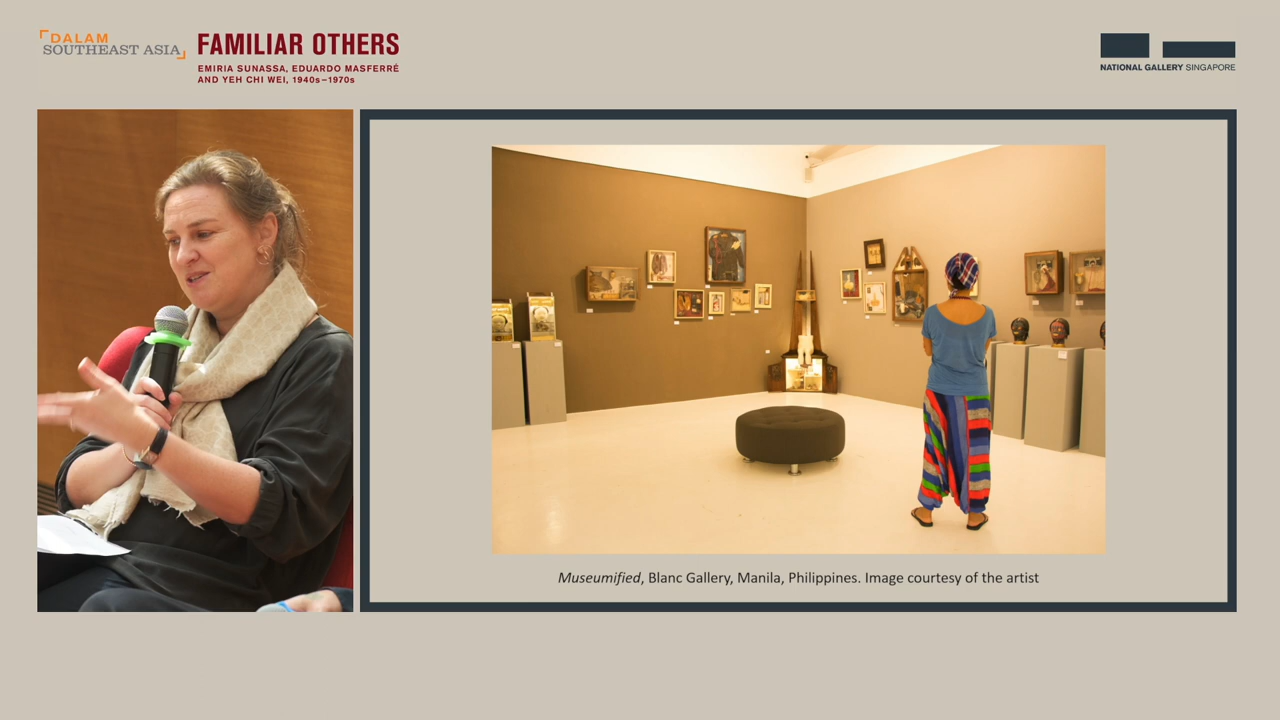 DALAM
SOUTHEAST ASIA
FAMILIAR OTHERS
EMIRIA SUNASSA, EDUARDO MASFERRÉ
AND YEH CHI WEI, 1940s–1970s
NATIONAL GALLERY SINGAPORE
Museumified, Blanc Gallery, Manila, Philippines. Image courtesy of the artist